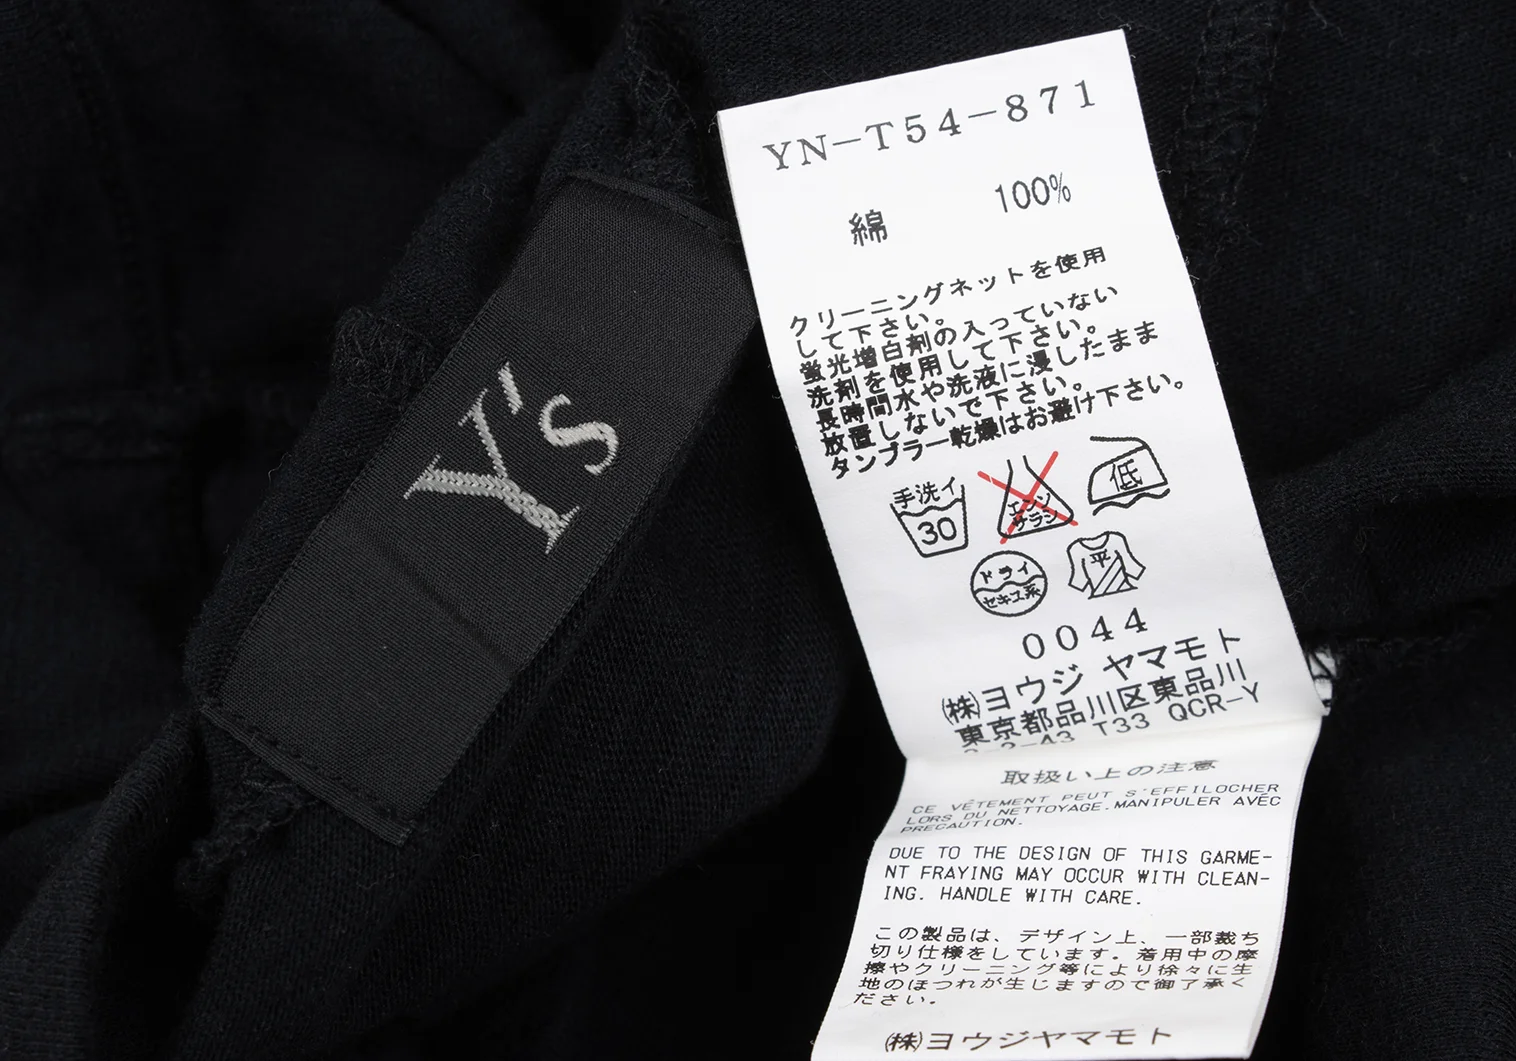 Y's
YN-T54-871
綿 100%
クリーニングネットを使用
して下さい。
蛍光増白剤の入っていない
洗剤を使用して下さい。
長時間水や洗液に浸したまま
放置しないで下さい。
タンブラー乾燥はお避け下さい。
手洗イ
30
エンソ
サラシ
低
ドライ
セキユ系
平
0044
㈱ヨウジ ヤマモト
東京都品川区東品川
2-2-43 T33 QCR-Y
取扱い上の注意
CE VÊTEMENT PEUT S'EFFILOCHER
LORS DU NETTOYAGE.MANIPULER AVÉC
PRECAUTION.
DUE TO THE DESIGN OF THIS GARME-
NT FRAYING MAY OCCUR WITH CLEAN-
ING. HANDLE WITH CARE.
この製品は、デザイン上、一部裁ち
切り仕様をしています。着用中の摩
擦やクリーニング等により徐々に生
地のほつれが生じますので御了承く
ださい。
㈱ヨウジヤマモト